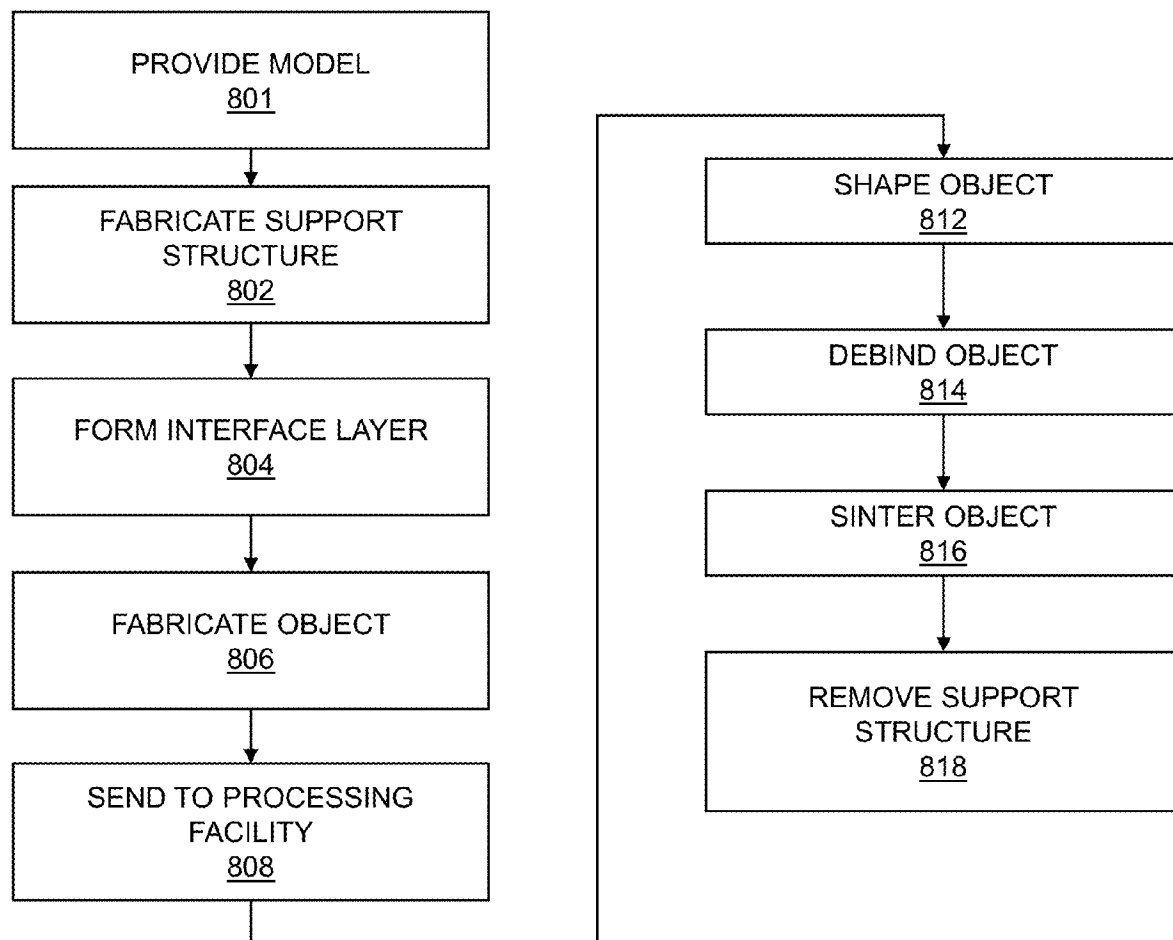 PROVIDE MODEL
801
FABRICATE SUPPORT
STRUCTURE
802
FORM INTERFACE LAYER
804
FABRICATE OBJECT
806
SEND TO PROCESSING
FACILITY
808
SHAPE OBJECT
812
DEBIND OBJECT
814
SINTER OBJECT
816
REMOVE SUPPORT
STRUCTURE
818